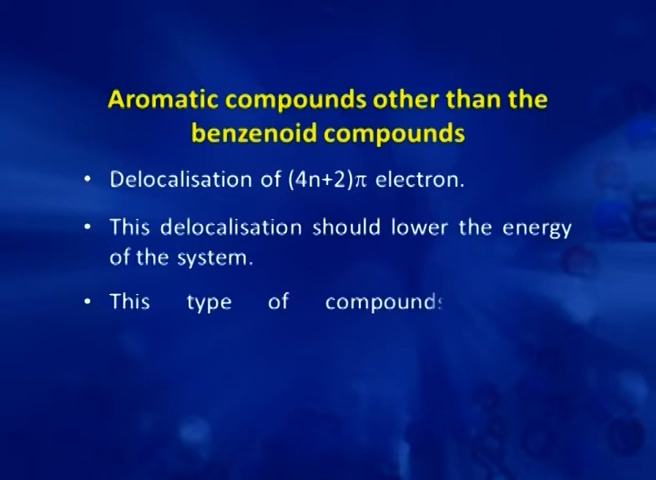 Aromatic compounds other than the
benzenoid compounds
• Delocalisation of (4n+2)π electron.
• This delocalisation should lower the energy
of the system.
• This type of compounds